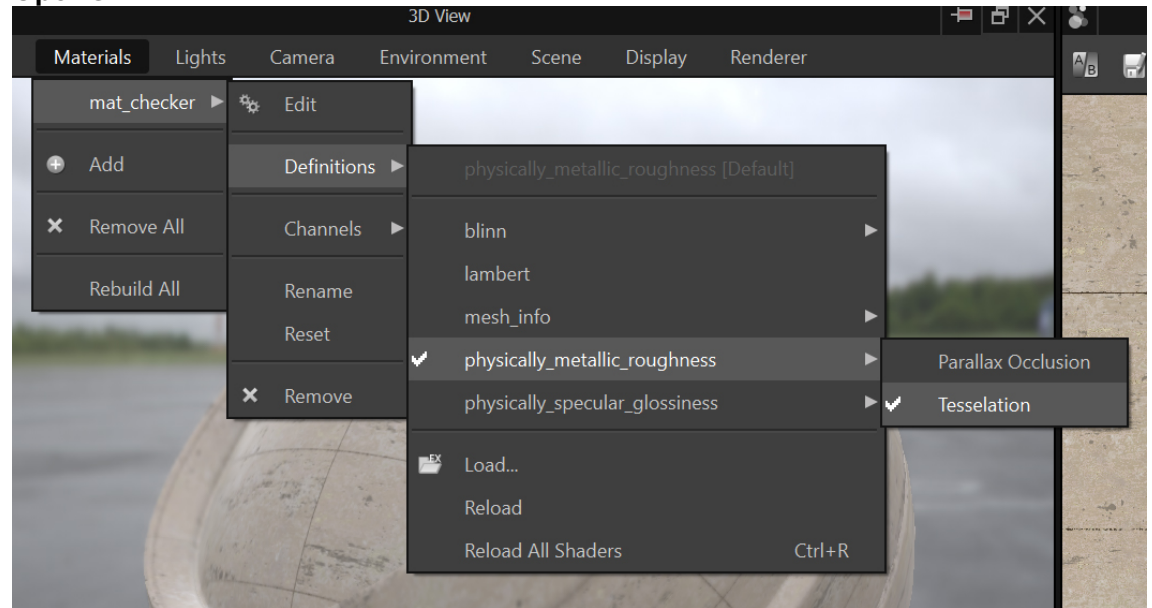 3D View
Materials Lights Camera Environment Scene Display Renderer
A B
mat_checker
Add
Remove All
Rebuild All
Edit
Definitions
Channels
Rename
Reset
Remove
physically_metallic_roughness [Default]
blinn
lambert
mesh_info
physically_metallic_roughness
physically_specular_glossiness
EX
Load...
Reload
Reload All Shaders Ctrl+R
Parallax Occlusion
Tesselation